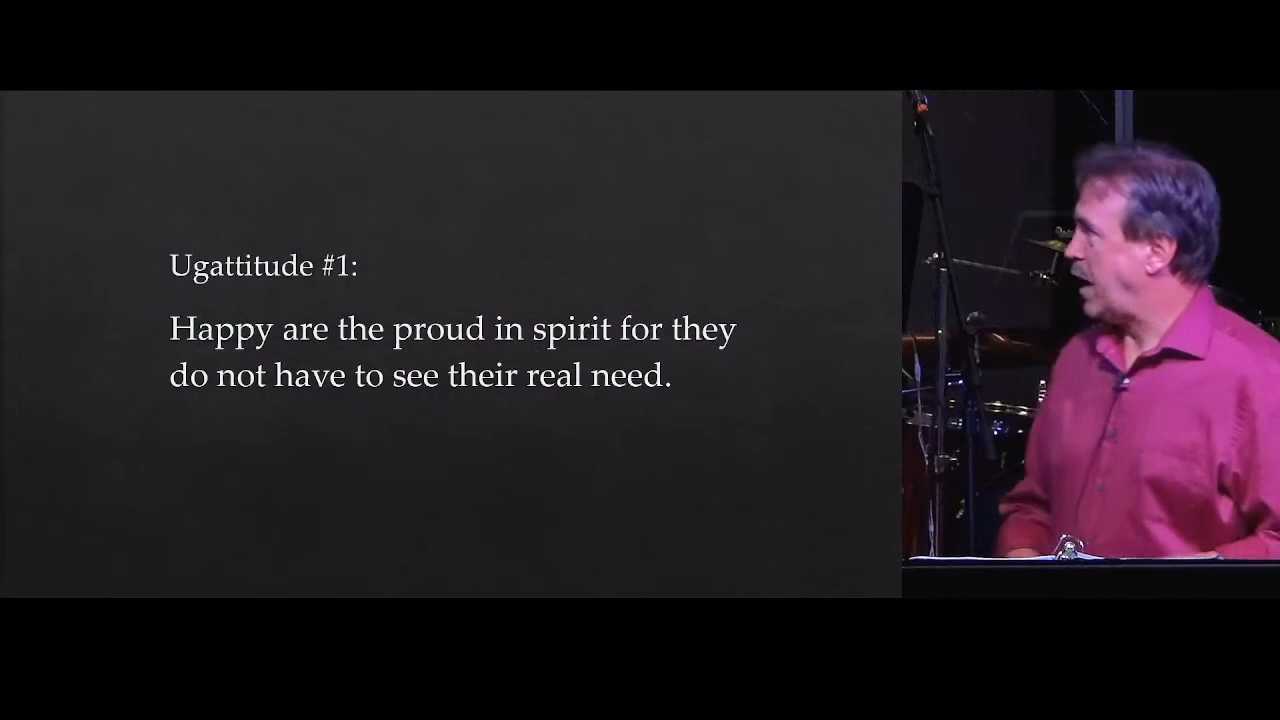 Ugattitude #1:
Happy are the proud in spirit for they
do not have to see their real need.